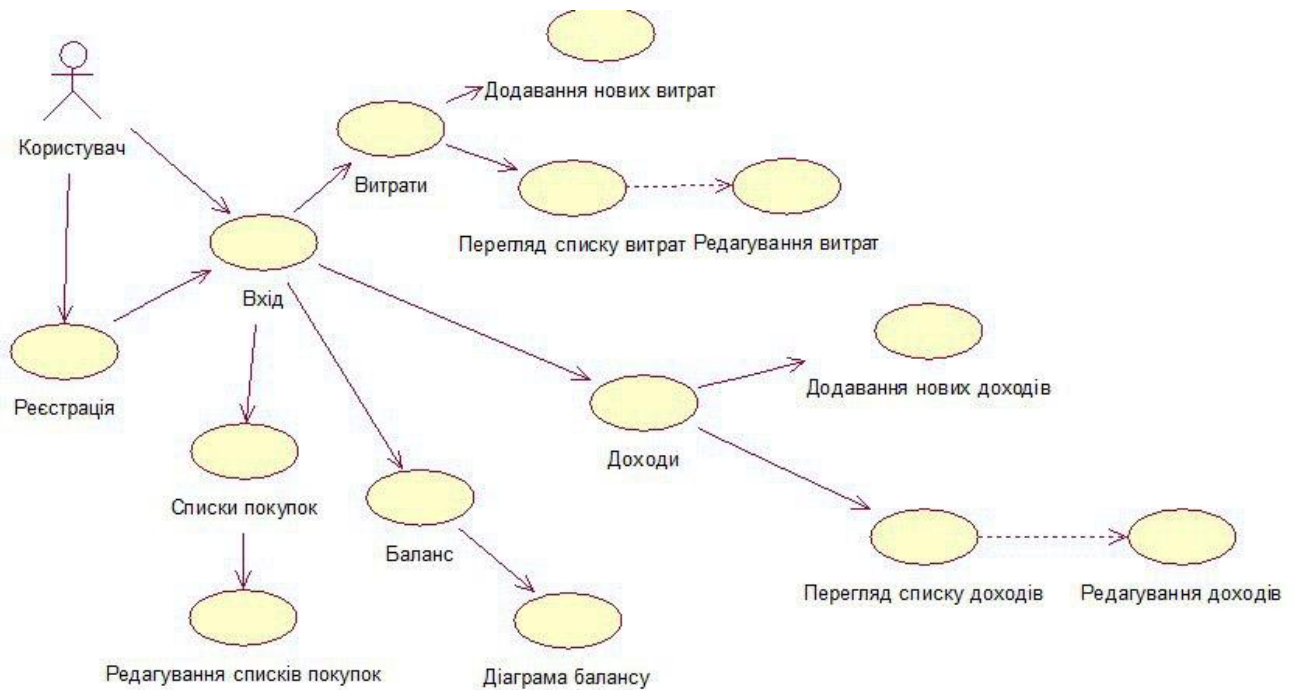 Додавання нових витрат
Користувач
Витрати
Перегляд списку витрат
Редагування витрат
Вхід
Додавання нових доходів
Реєстрація
Доходи
Списки покупок
Баланс
Перегляд списку доходів
Редагування доходів
Редагування списків покупок
Діаграма балансу